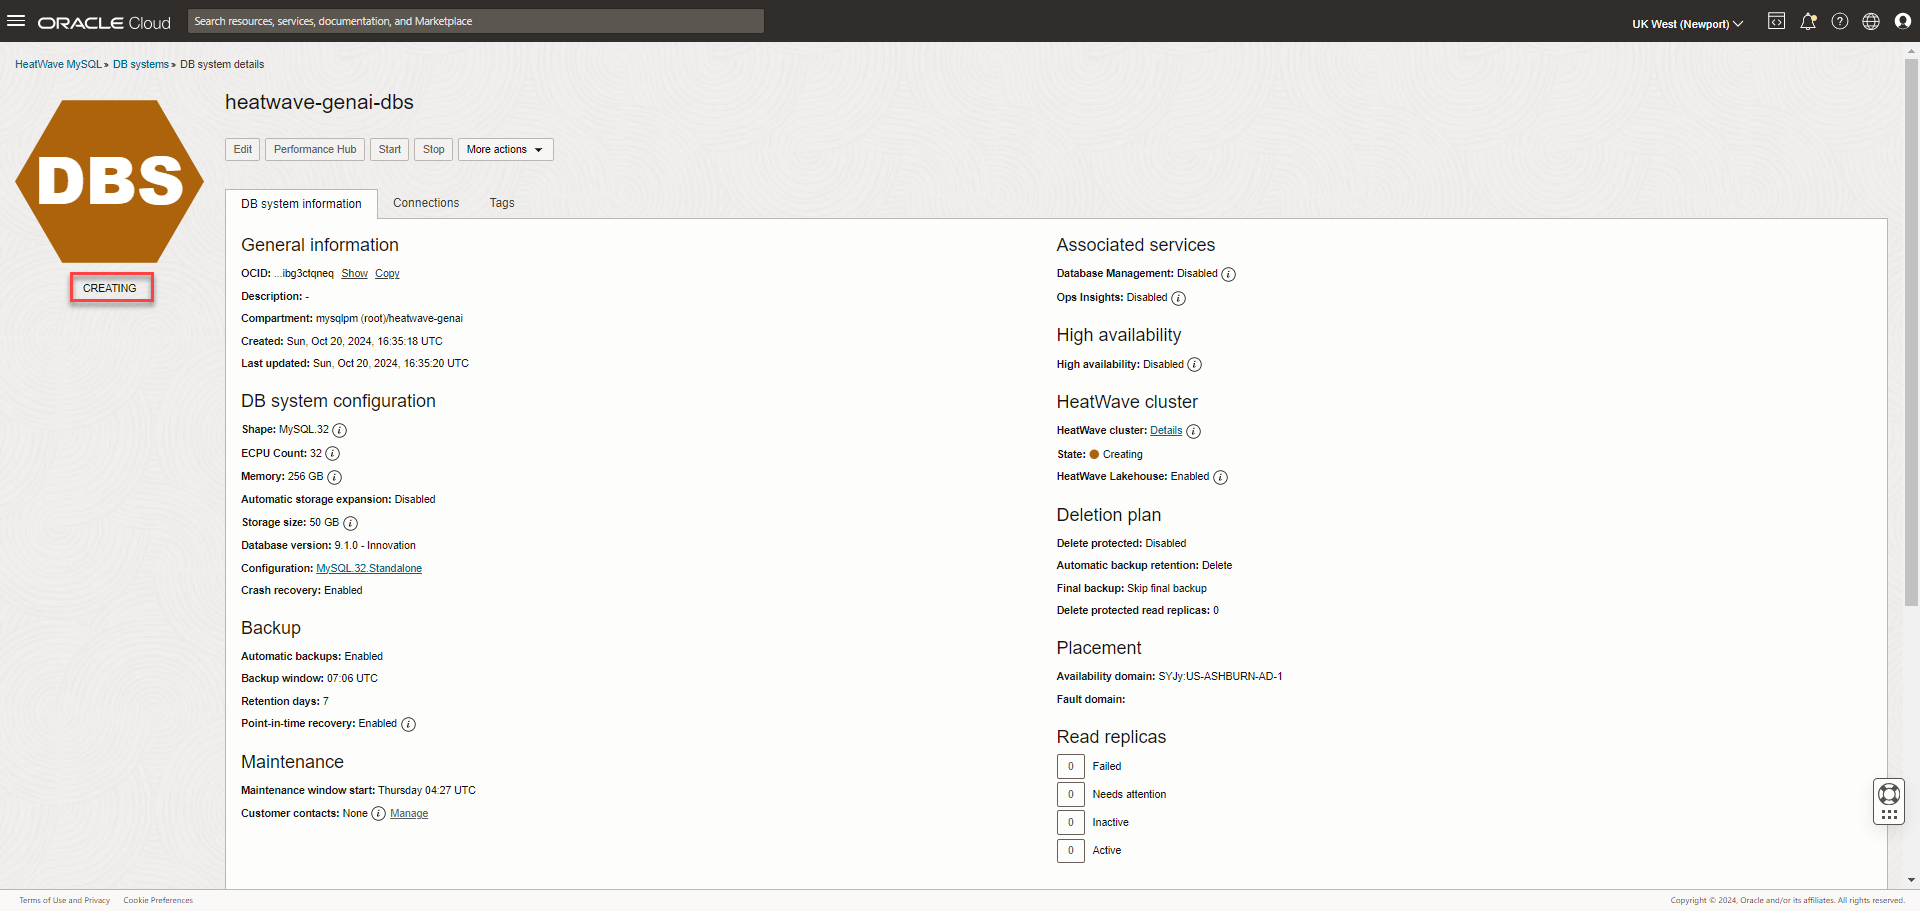 ORACLE Cloud
Search resources, services, documentation, and Marketplace
UK West (Newport)
HeatWave MySQL » DB systems » DB system details
DBS
CREATING
heatwave-genai-dbs
Edit
Performance Hub
Start
Stop
More actions
DB system information
Connections
Tags
General information
OCID: ...ibg3ctqneq Show Copy
Description: -
Compartment: mysqlpm (root)/heatwave-genai
Created: Sun, Oct 20, 2024, 16:35:18 UTC
Last updated: Sun, Oct 20, 2024, 16:35:20 UTC
DB system configuration
Shape: MySQL.32
ECPU Count: 32
Memory: 256 GB
Automatic storage expansion: Disabled
Storage size: 50 GB
Database version: 9.1.0 - Innovation
Configuration: MySQL.32.Standalone
Crash recovery: Enabled
Backup
Automatic backups: Enabled
Backup window: 07:06 UTC
Retention days: 7
Point-in-time recovery: Enabled
Maintenance
Maintenance window start: Thursday 04:27 UTC
Customer contacts: None Manage
Associated services
Database Management: Disabled
Ops Insights: Disabled
High availability
High availability: Disabled
HeatWave cluster
HeatWave cluster: Details
State: Creating
HeatWave Lakehouse: Enabled
Deletion plan
Delete protected: Disabled
Automatic backup retention: Delete
Final backup: Skip final backup
Delete protected read replicas: 0
Placement
Availability domain: SYJy:US-ASHBURN-AD-1
Fault domain:
Read replicas
0 Failed
0 Needs attention
0 Inactive
0 Active
Terms of Use and Privacy
Cookie Preferences
Copyright © 2024, Oracle and/or its affiliates. All rights reserved.